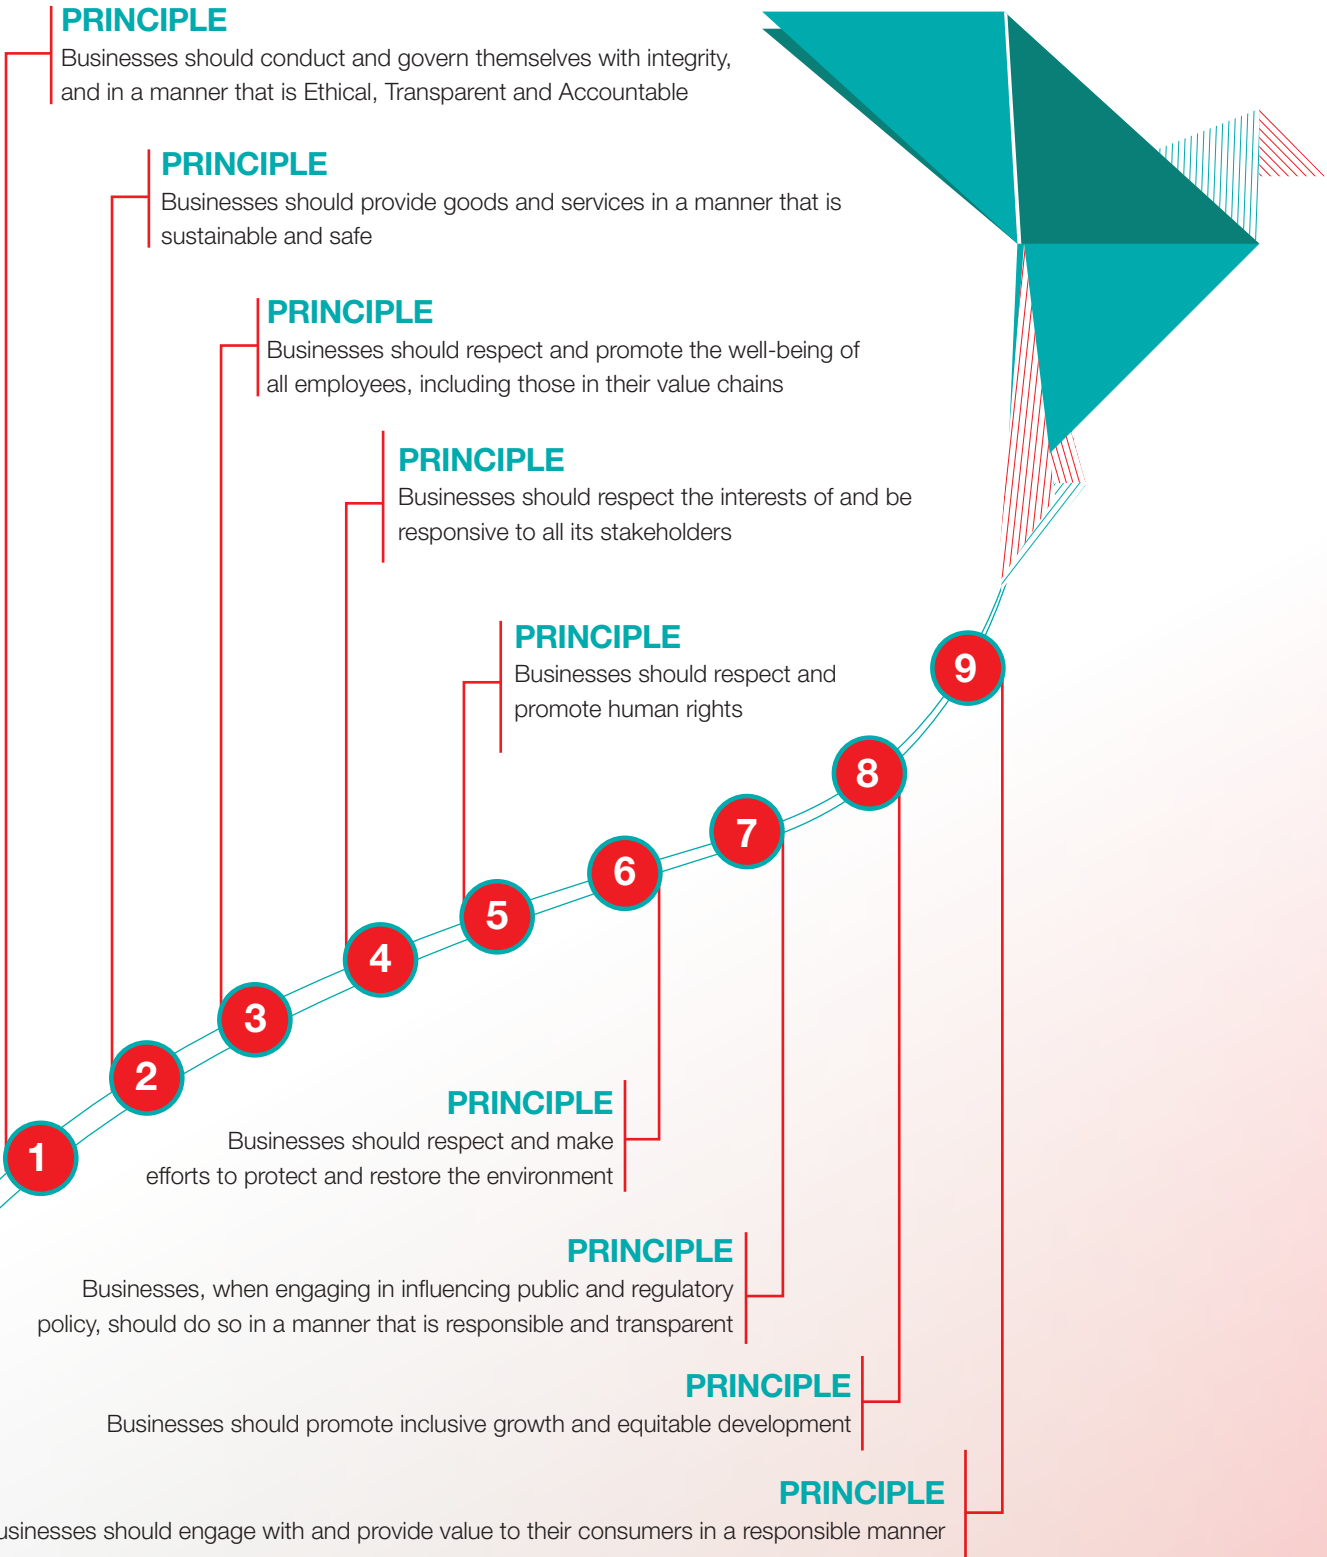 PRINCIPLE
Businesses should conduct and govern themselves with integrity,
and in a manner that is Ethical, Transparent and Accountable
PRINCIPLE
Businesses should provide goods and services in a manner that is
sustainable and safe
PRINCIPLE
Businesses should respect and promote the well-being of
all employees, including those in their value chains
PRINCIPLE
Businesses should respect the interests of and be
responsive to all its stakeholders
PRINCIPLE
Businesses should respect and
promote human rights
9
8
7
6
5
4
3
2
1
PRINCIPLE
Businesses should respect and make
efforts to protect and restore the environment
PRINCIPLE
Businesses, when engaging in influencing public and regulatory
policy, should do so in a manner that is responsible and transparent
PRINCIPLE
Businesses should promote inclusive growth and equitable development
PRINCIPLE
usinesses should engage with and provide value to their consumers in a responsible manner